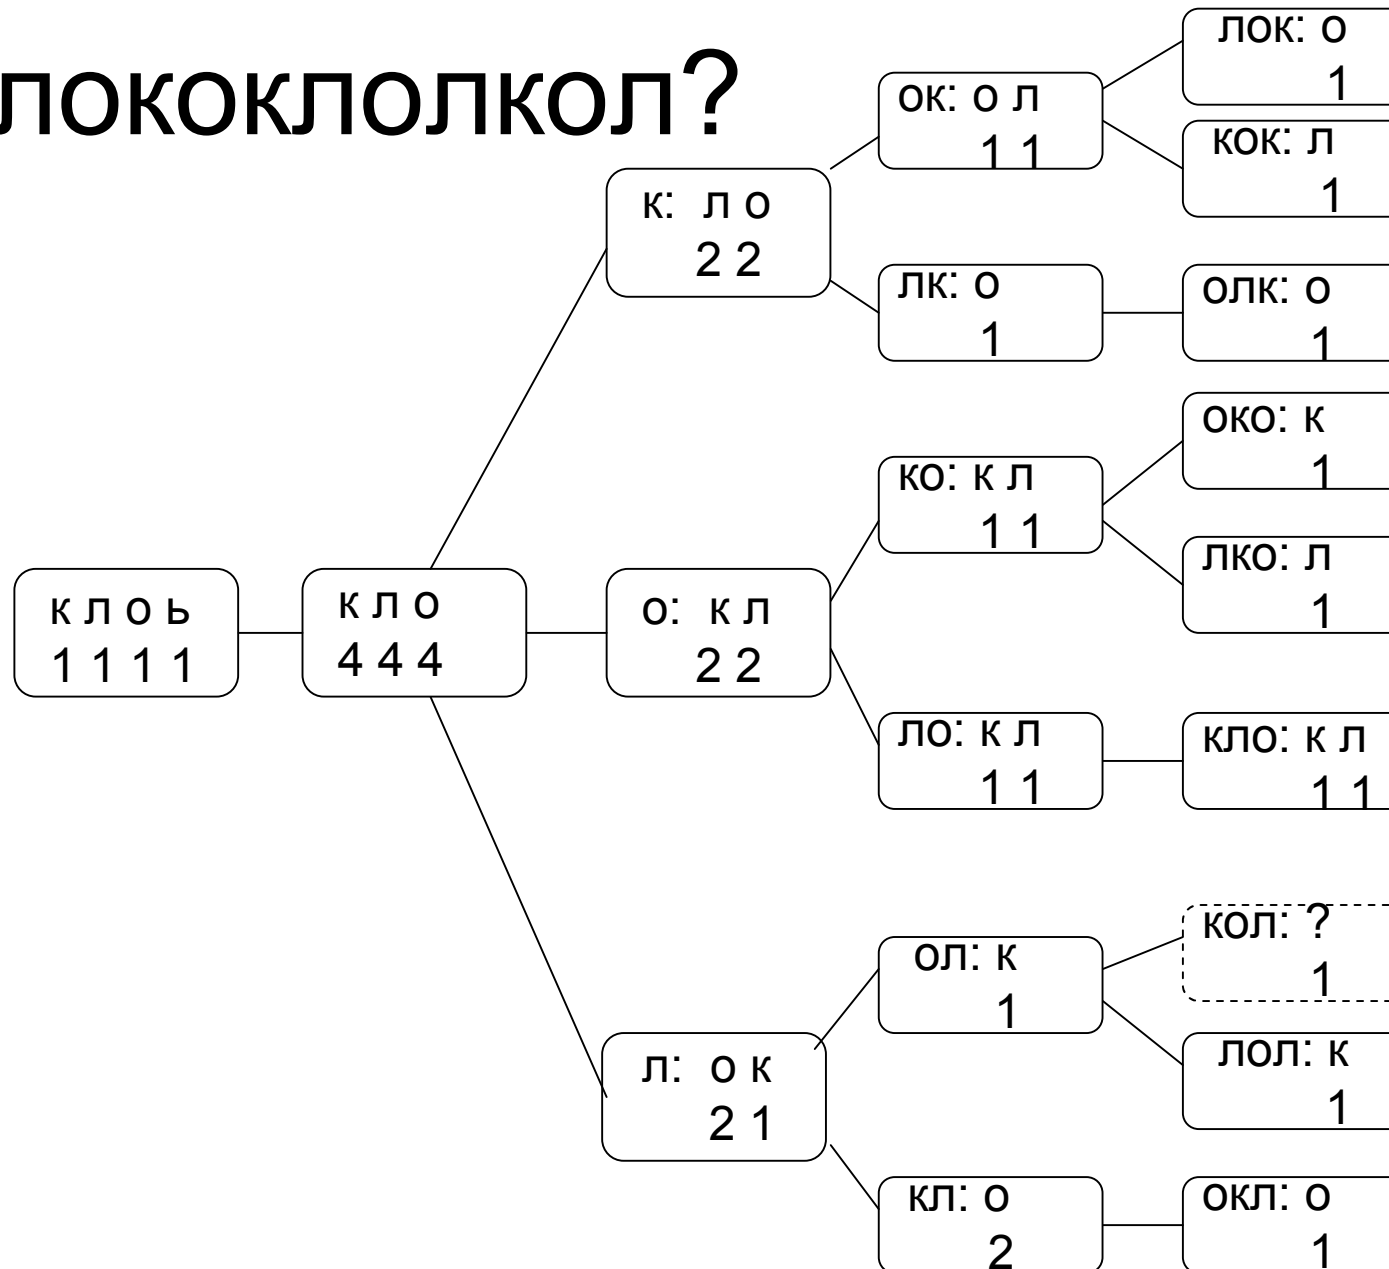 лококлолкол?
лок: о
1
кок: л
1
ок: о л
1 1
к: л о
2 2
лк: о
1
олк: о
1
око: к
1
ко: к л
1 1
лко: л
1
к л о ь
1 1 1 1
к л о
4 4 4
о: к л
2 2
ло: к л
1 1
кло: к л
1 1
кол: ?
1
ол: к
1
лол: к
1
л: о к
2 1
кл: о
2
окл: о
1